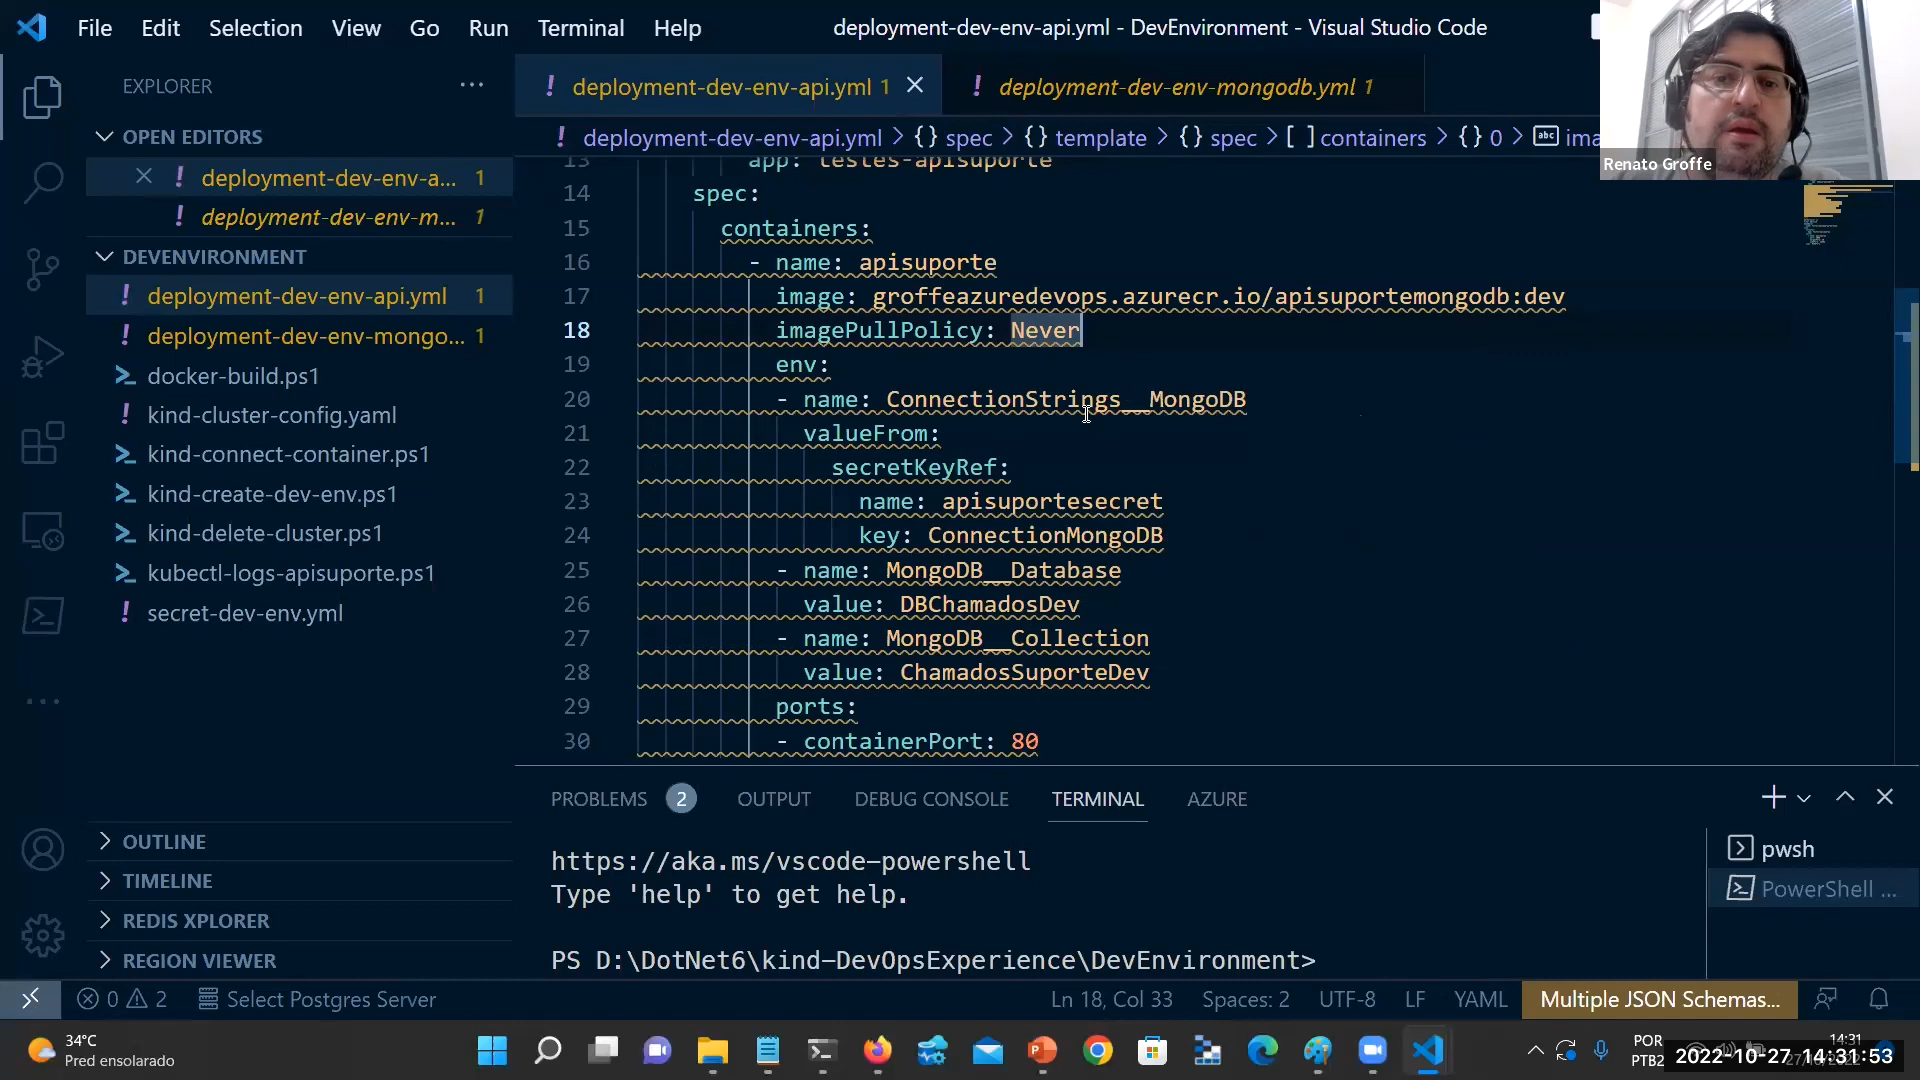 File Edit Selection View Go Run Terminal Help
deployment-dev-env-api.yml - DevEnvironment - Visual Studio Code
Renato Groffe
EXPLORER
OPEN EDITORS
deployment-dev-env-a... 1
deployment-dev-env-m... 1
DEVENVIRONMENT
deployment-dev-env-api.yml 1
deployment-dev-env-mongo... 1
docker-build.ps1
kind-cluster-config.yaml
kind-connect-container.ps1
kind-create-dev-env.ps1
kind-delete-cluster.ps1
kubectl-logs-apisuporte.ps1
secret-dev-env.yml
OUTLINE
TIMELINE
REDIS XPLORER
REGION VIEWER
deployment-dev-env-api.yml 1
deployment-dev-env-mongodb.yml 1
deployment-dev-env-api.yml > {} spec > {} template > {} spec > [ ] containers > {} 0 > abc ima
13 app: testes-apisuporte
14 spec:
15 containers:
16 - name: apisuporte
17 image: groffeazuredevops.azurecr.io/apisuportemongodb:dev
18 imagePullPolicy: Never
19 env:
20 - name: ConnectionStrings__MongoDB
21 valueFrom:
22 secretKeyRef:
23 name: apisuportesecret
24 key: ConnectionMongoDB
25 - name: MongoDB__Database
26 value: DBChamadosDev
27 - name: MongoDB__Collection
28 value: ChamadosSuporteDev
29 ports:
30 - containerPort: 80
PROBLEMS 2 OUTPUT DEBUG CONSOLE TERMINAL AZURE
https://aka.ms/vscode-powershell
Type 'help' to get help.
PS D:\DotNet6\kind-DevOpsExperience\DevEnvironment>
pwsh
PowerShell ...
0 2 Select Postgres Server
Ln 18, Col 33 Spaces: 2 UTF-8 LF YAML Multiple JSON Schemas...
34°C
Pred ensolarado
POR
PTB2
14:31
2022-10-27 14:31:53